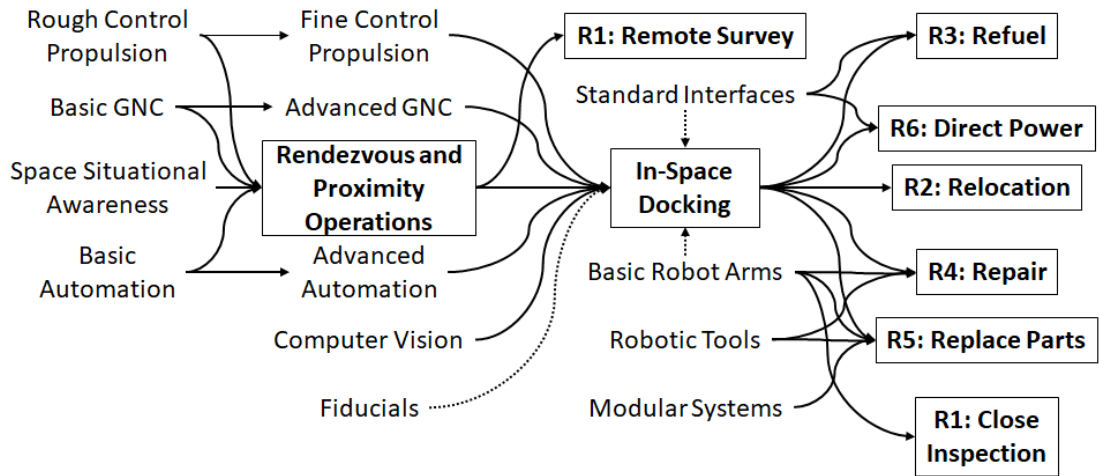 Rough Control
Propulsion
Fine Control
Propulsion
R1: Remote Survey
R3: Refuel
Basic GNC
Advanced GNC
Standard Interfaces
R6: Direct Power
Space Situational
Awareness
Rendezvous and
Proximity
Operations
In-Space
Docking
R2: Relocation
Basic
Automation
Advanced
Automation
Basic Robot Arms
R4: Repair
Computer Vision
Robotic Tools
R5: Replace Parts
Fiducials
Modular Systems
R1: Close
Inspection